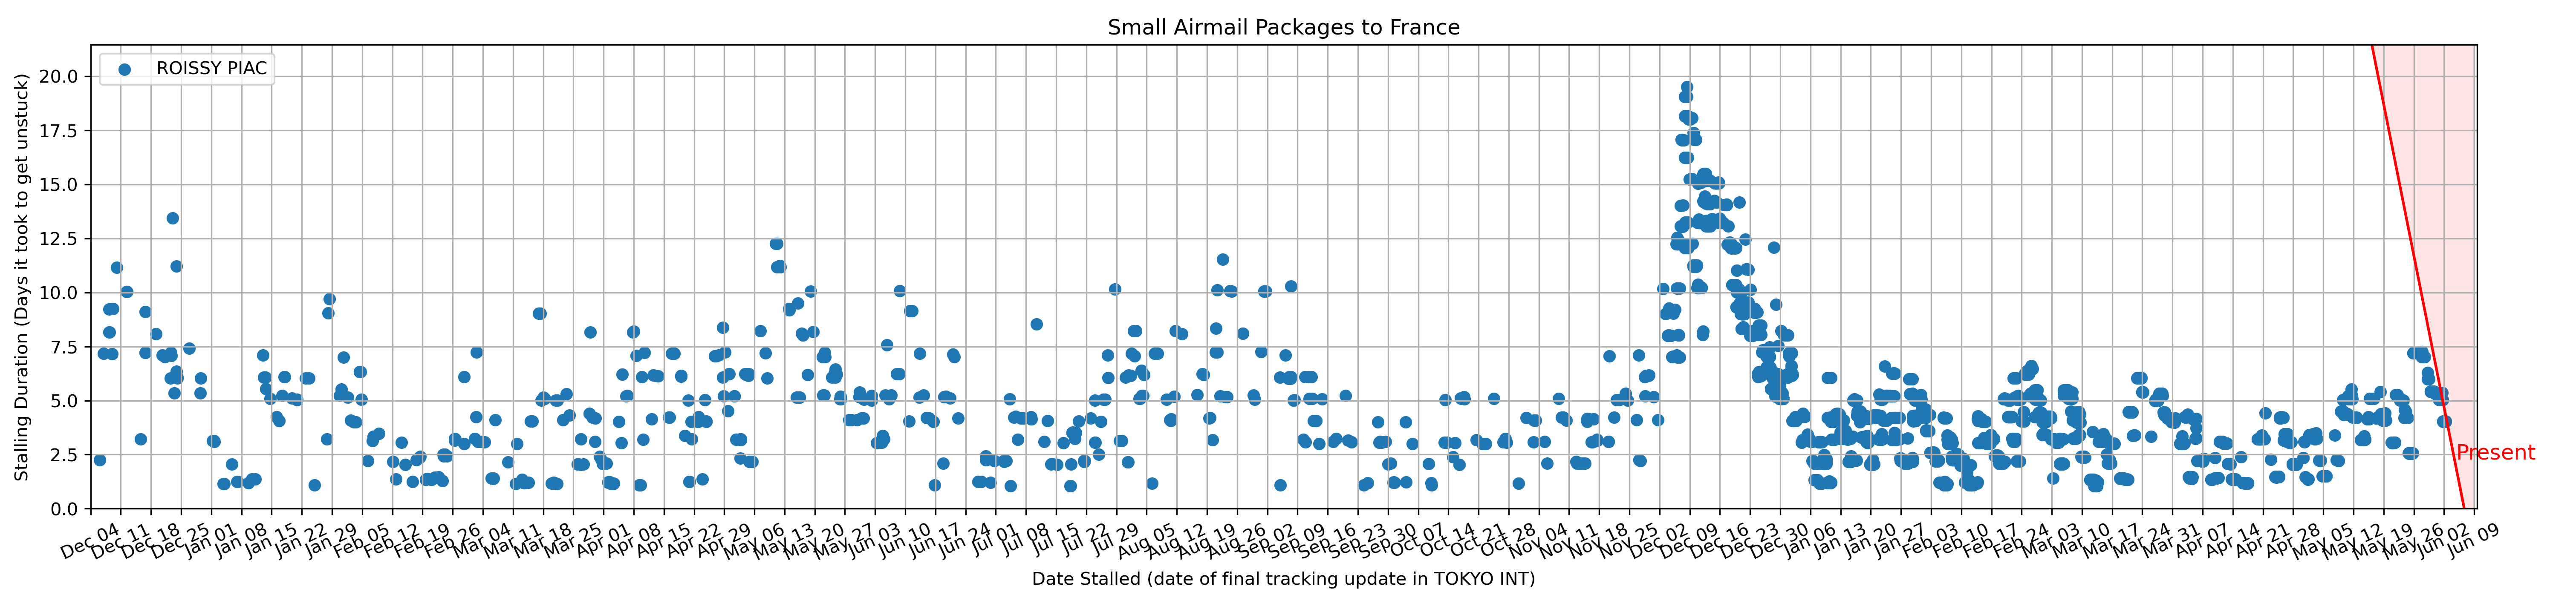 Small Airmail Packages to France
ROISSY PIAC
Stalling Duration (Days it took to get unstuck)
20.0
17.5
15.0
12.5
10.0
7.5
5.0
2.5
0.0
Present
Dec 04 Dec 11 Dec 18 Dec 25 Jan 01 Jan 08 Jan 15 Jan 22 Jan 29 Feb 05 Feb 12 Feb 19 Feb 26 Mar 04 Mar 11 Mar 18 Mar 25 Apr 01 Apr 08 Apr 15 Apr 22 Apr 29 May 06 May 13 May 20 May 27 Jun 03 Jun 10 Jun 17 Jun 24 Jul 01 Jul 08 Jul 15 Jul 22 Jul 29 Aug 05 Aug 12 Aug 19 Aug 26 Sep 02 Sep 09 Sep 16 Sep 23 Sep 30 Oct 07 Oct 14 Oct 21 Oct 28 Nov 04 Nov 11 Nov 18 Nov 25 Dec 02 Dec 09 Dec 16 Dec 23 Dec 30 Jan 06 Jan 13 Jan 20 Jan 27 Feb 03 Feb 10 Feb 17 Feb 24 Mar 03 Mar 10 Mar 17 Mar 24 Mar 31 Apr 07 Apr 14 Apr 21 Apr 28 May 05 May 12 May 19 May 26 Jun 02 Jun 09
Date Stalled (date of final tracking update in TOKYO INT)